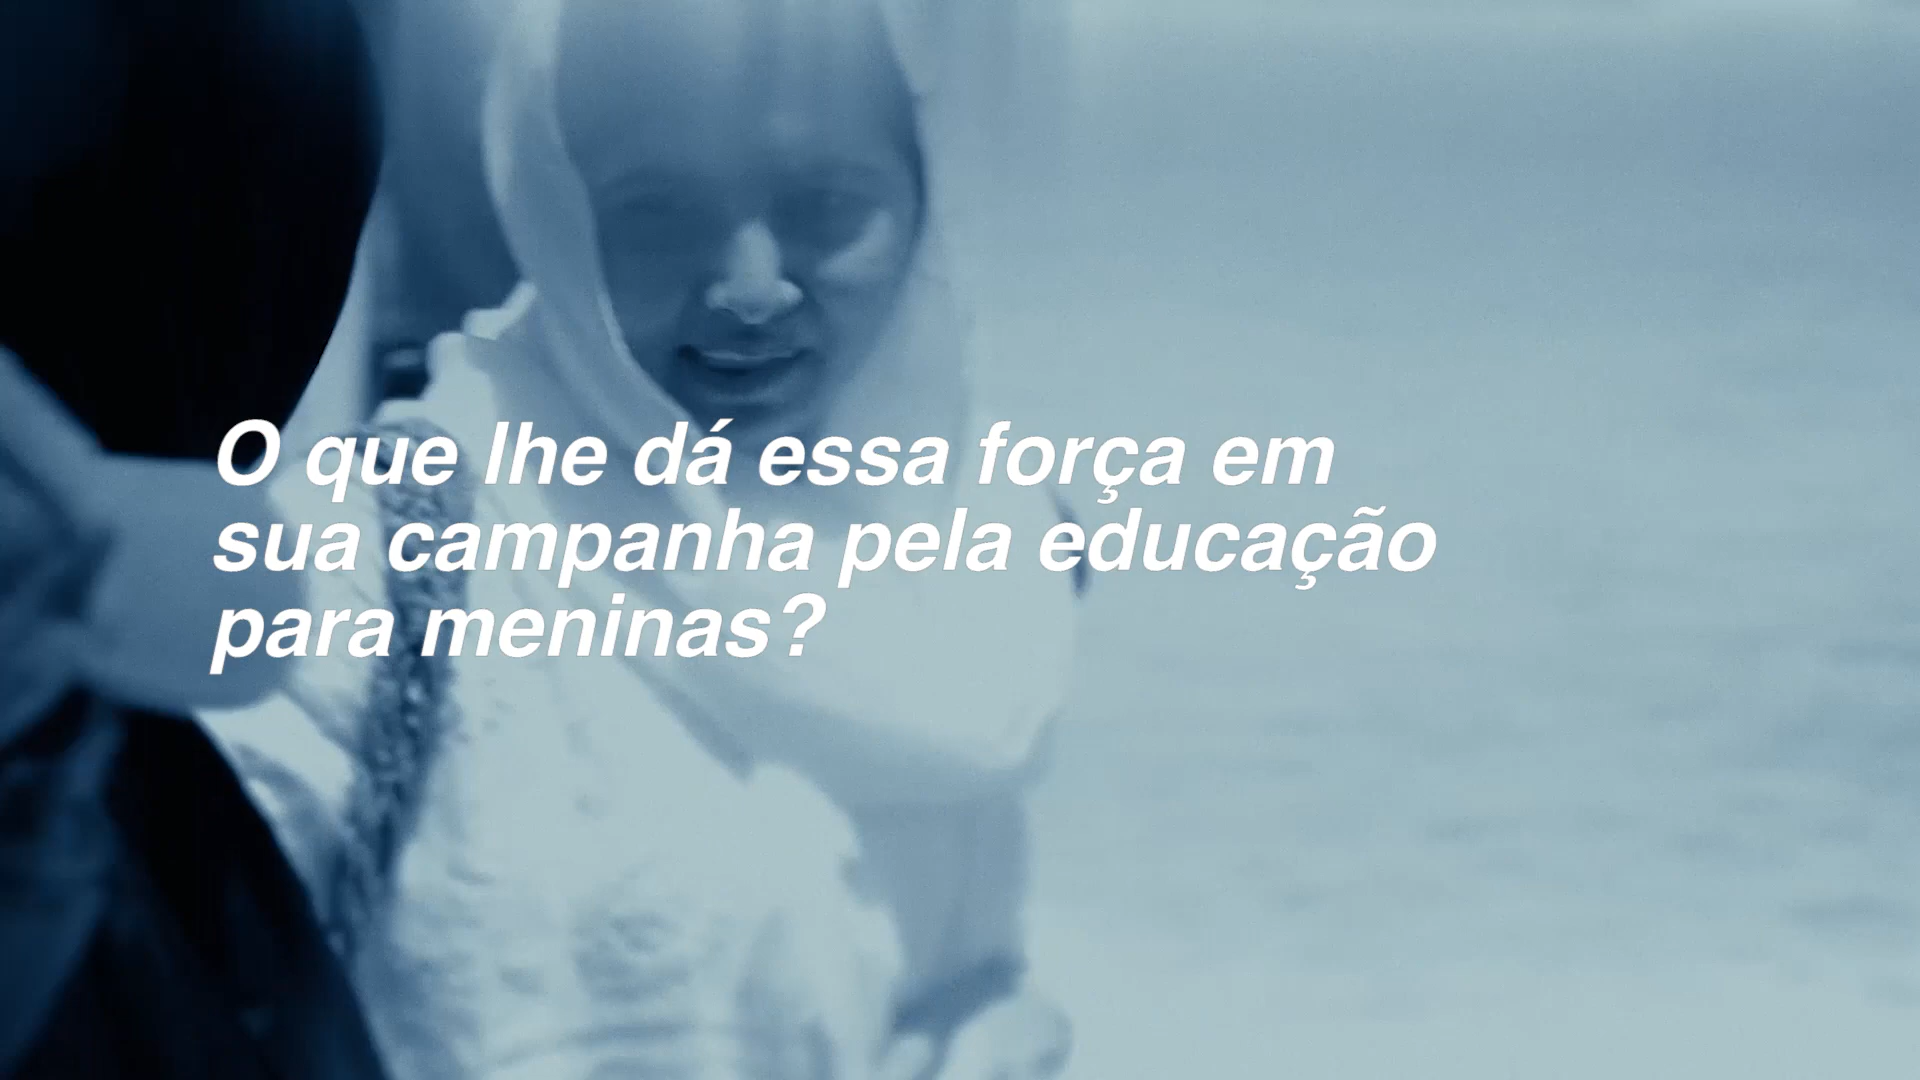 O que lhe dá essa força em
sua campanha pela educação
para meninas?